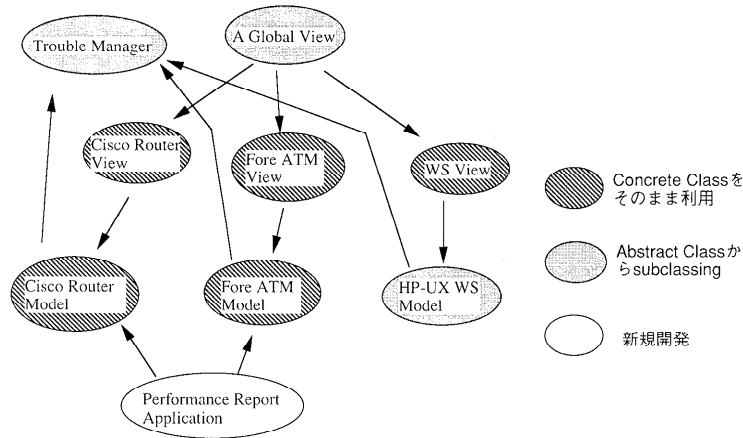 Trouble Manager
A Global View
Cisco Router
View
Fore ATM
View
WS View
Cisco Router
Model
Fore ATM
Model
HP-UX WS
Model
Performance Report
Application
Concrete Classを
そのまま利用
Abstract Classか
らsubclassing
新規開発